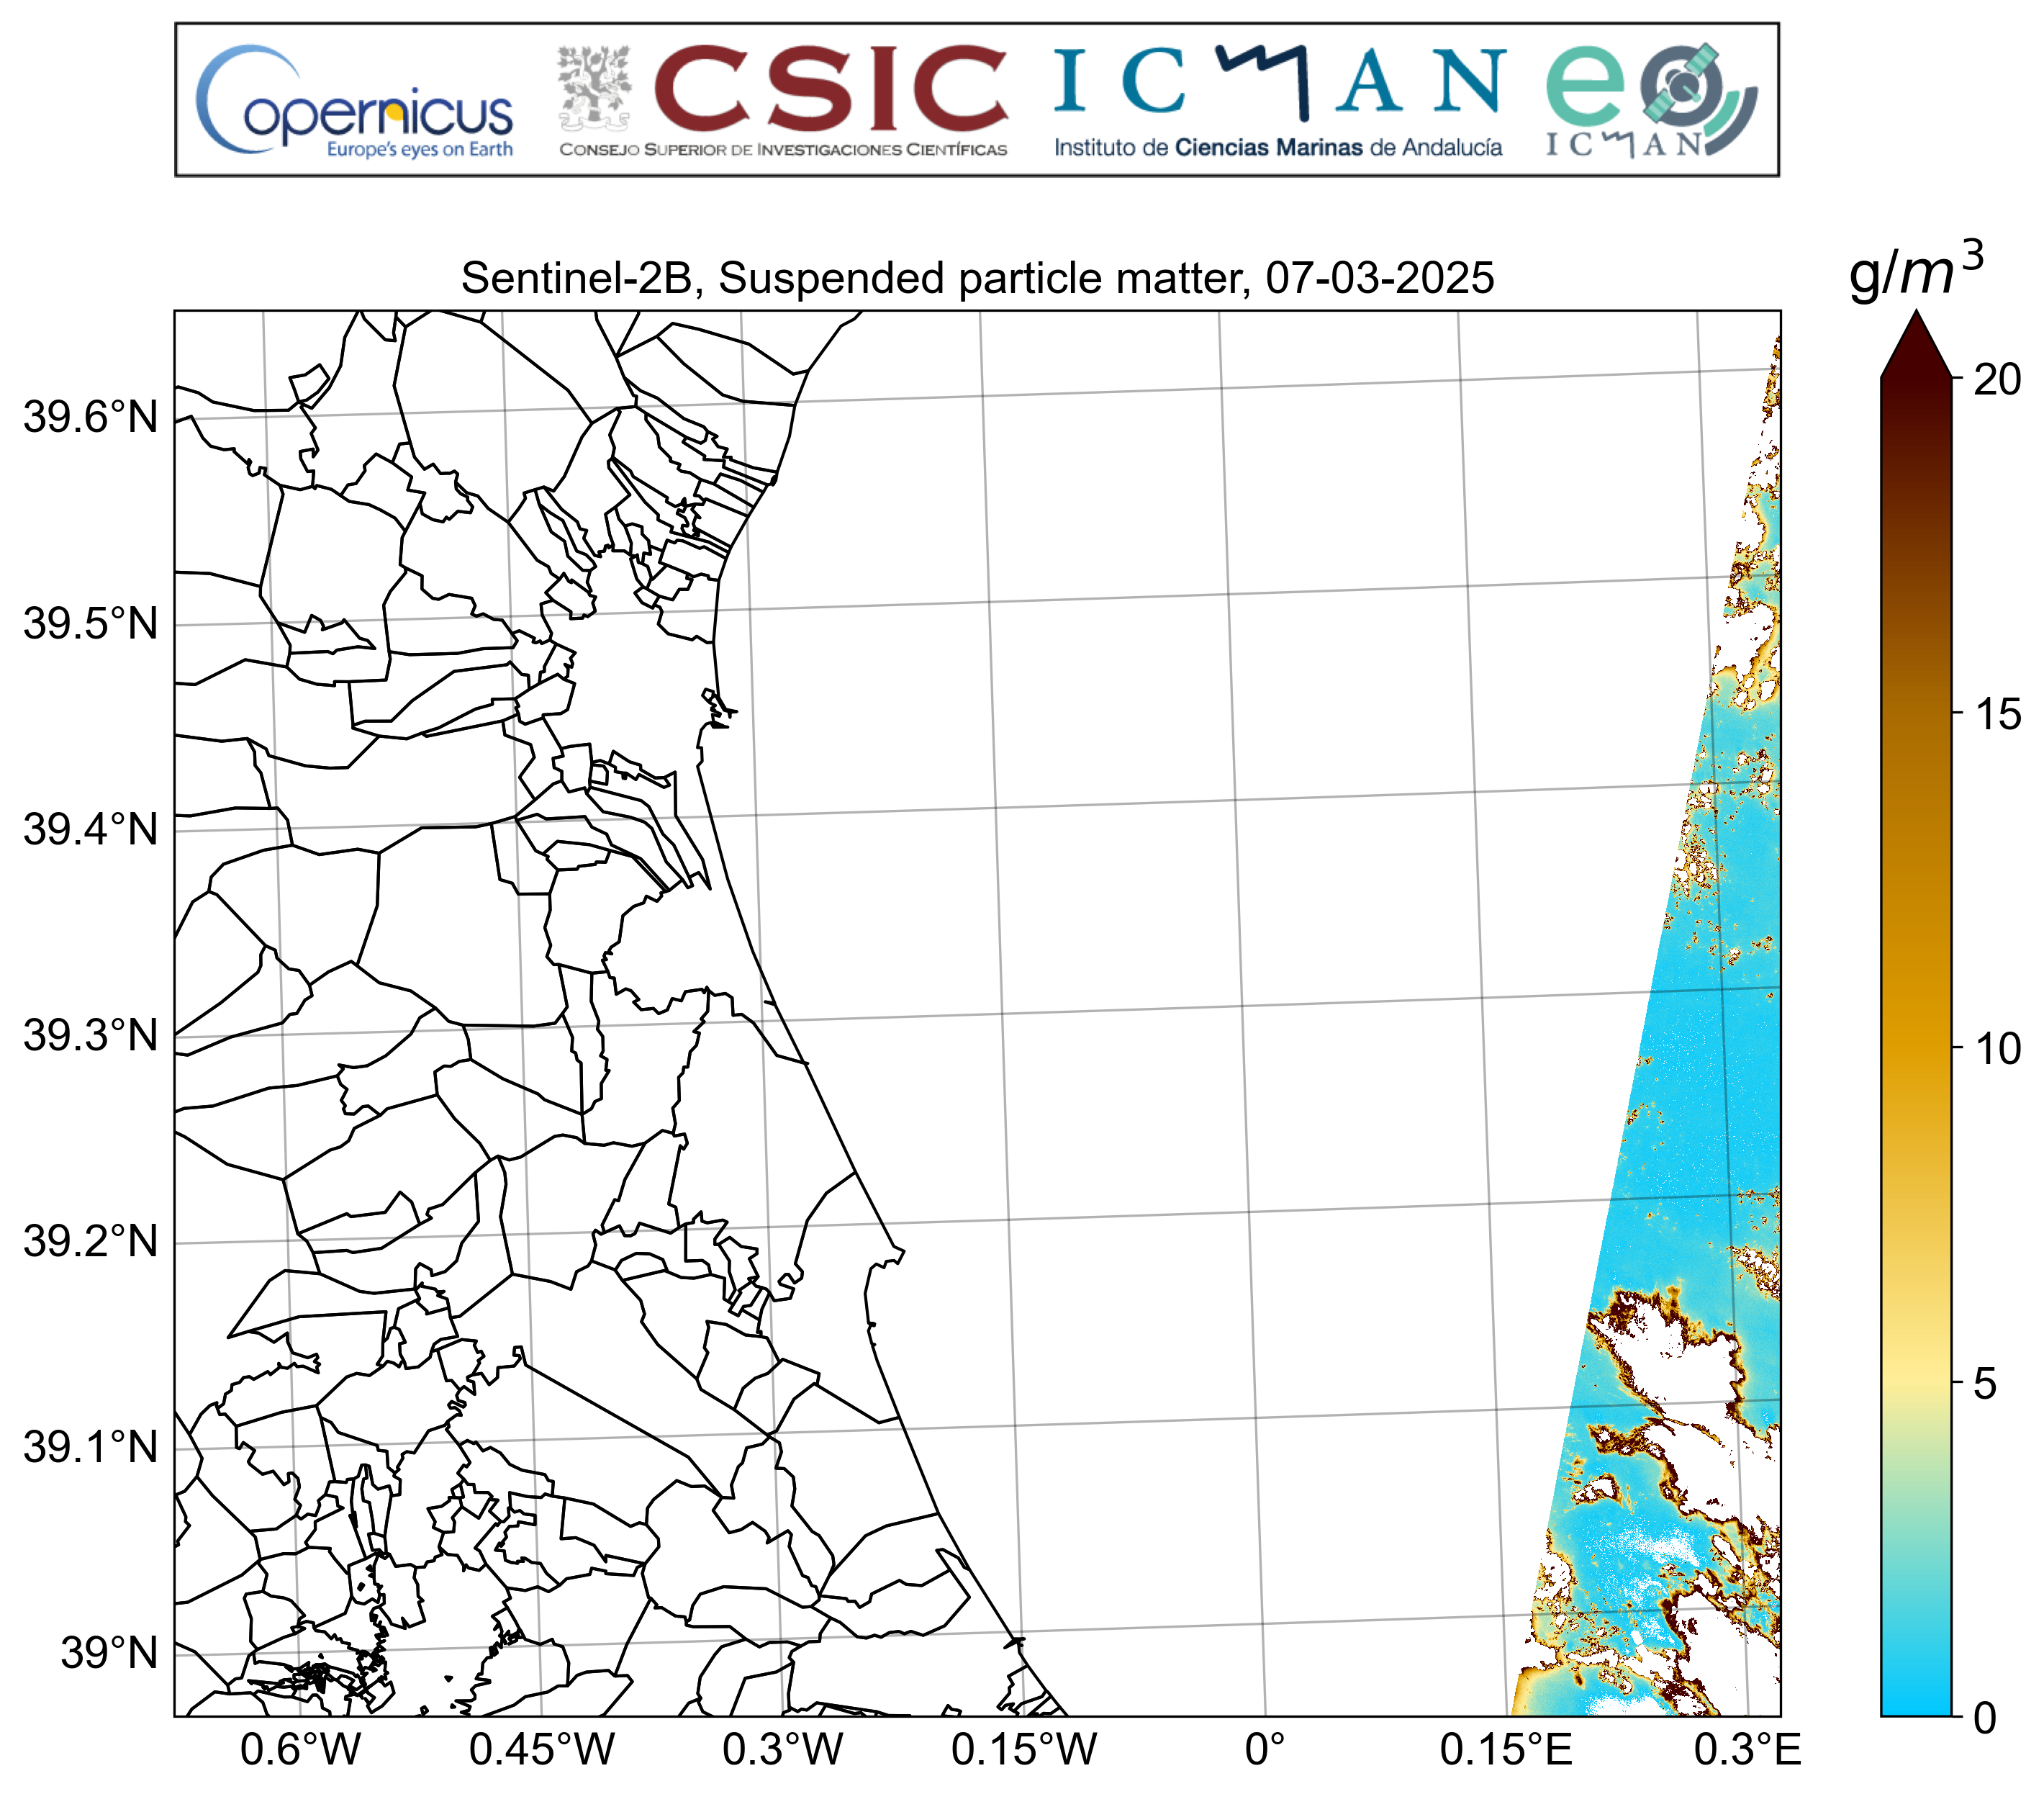 Copernicus
Europe's eyes on Earth
CSIC
CONSEJO SUPERIOR DE INVESTIGACIONES CIENTÍFICAS
ICMAN
Instituto de Ciencias Marinas de Andalucía
eo
ICMAN
Sentinel-2B, Suspended particle matter, 07-03-2025
g/m³
39.6°N
39.5°N
39.4°N
39.3°N
39.2°N
39.1°N
39°N
0.6°W 0.45°W 0.3°W 0.15°W 0° 0.15°E 0.3°E
20
15
10
5
0